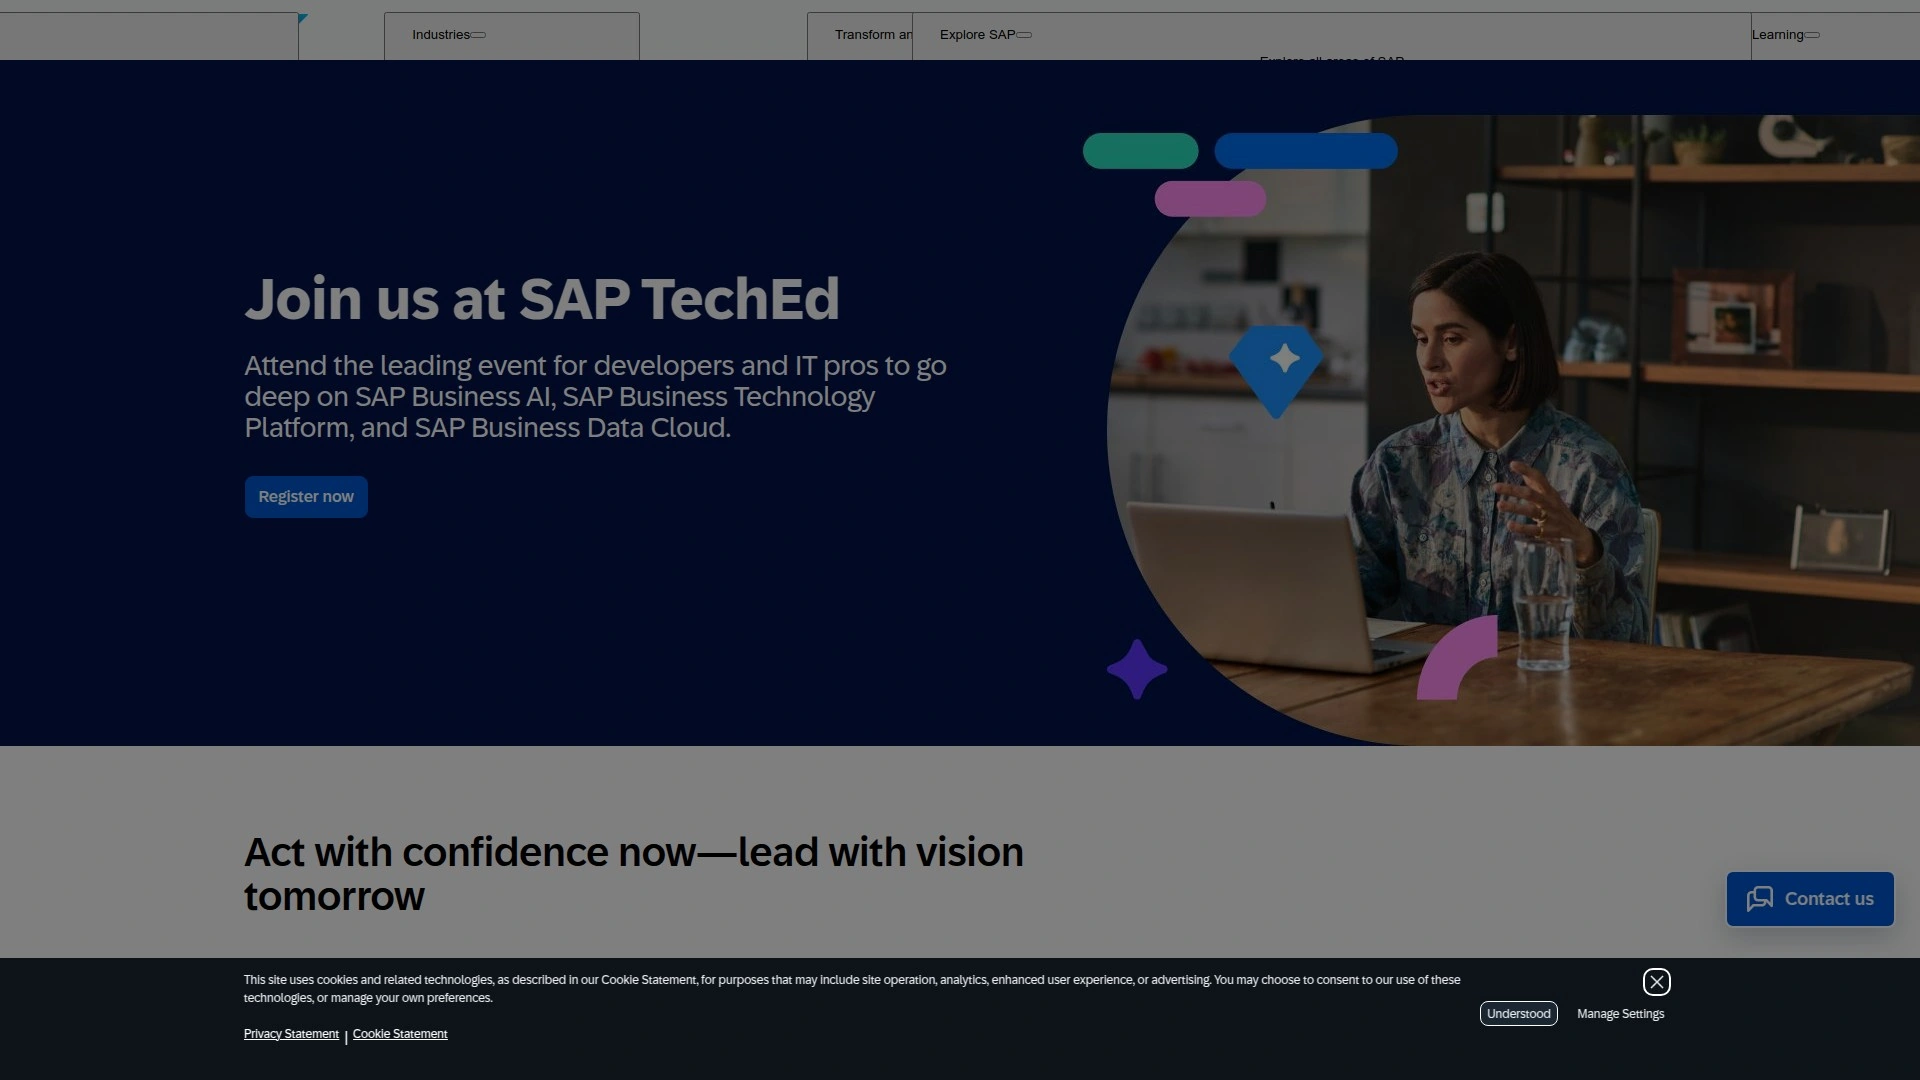 Industries
Transform an
Explore SAP
Learning
Join us at SAP TechEd
Attend the leading event for developers and IT pros to go
deep on SAP Business AI, SAP Business Technology
Platform, and SAP Business Data Cloud.
Register now
Act with confidence now—lead with vision
tomorrow
Contact us
This site uses cookies and related technologies, as described in our Cookie Statement, for purposes that may include site operation, analytics, enhanced user experience, or advertising. You may choose to consent to our use of these
technologies, or manage your own preferences.
Understood
Manage Settings
Privacy Statement | Cookie Statement